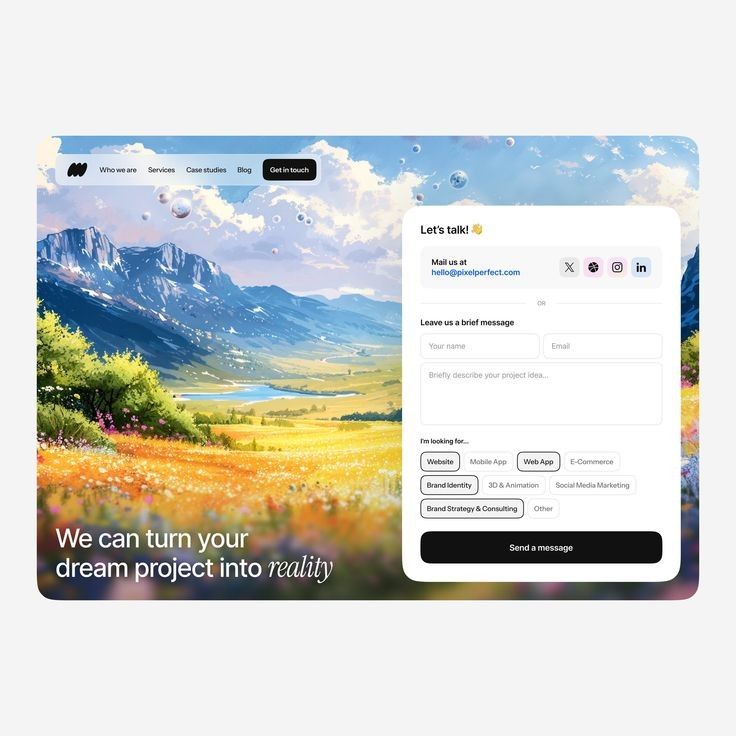 Who we are Services Case studies Blog Get in touch
Let's talk! 👋
Mail us at
hello@pixelperfect.com
OR
Leave us a brief message
Your name Email
Briefly describe your project idea...
I'm looking for...
Website Mobile App Web App E-Commerce
Brand Identity 3D & Animation Social Media Marketing
Brand Strategy & Consulting Other
Send a message
We can turn your
dream project into reality